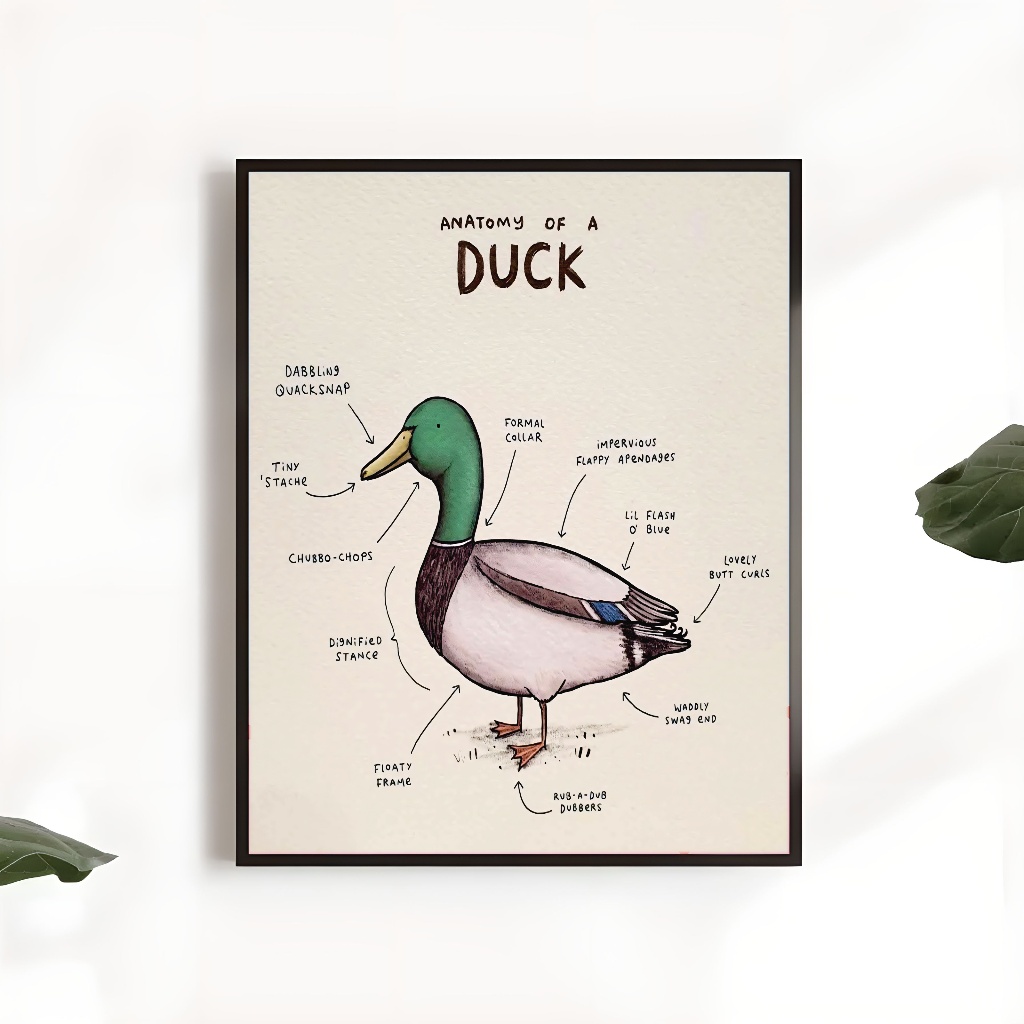 ANATOMY OF A
DUCK
DABBLING
QUACKSNAP
TINY
'STACHE
CHUBBO-CHOPS
DIGNIFIED
STANCE
FLOATY
FRAME
FORMAL
COLLAR
IMPERVIOUS
FLAPPY APENDAGES
LIL FLASH
O' BLUE
LOVELY
BUTT CURLS
WADDLY
SWAG END
RUB-A-DUB
DUBBERS